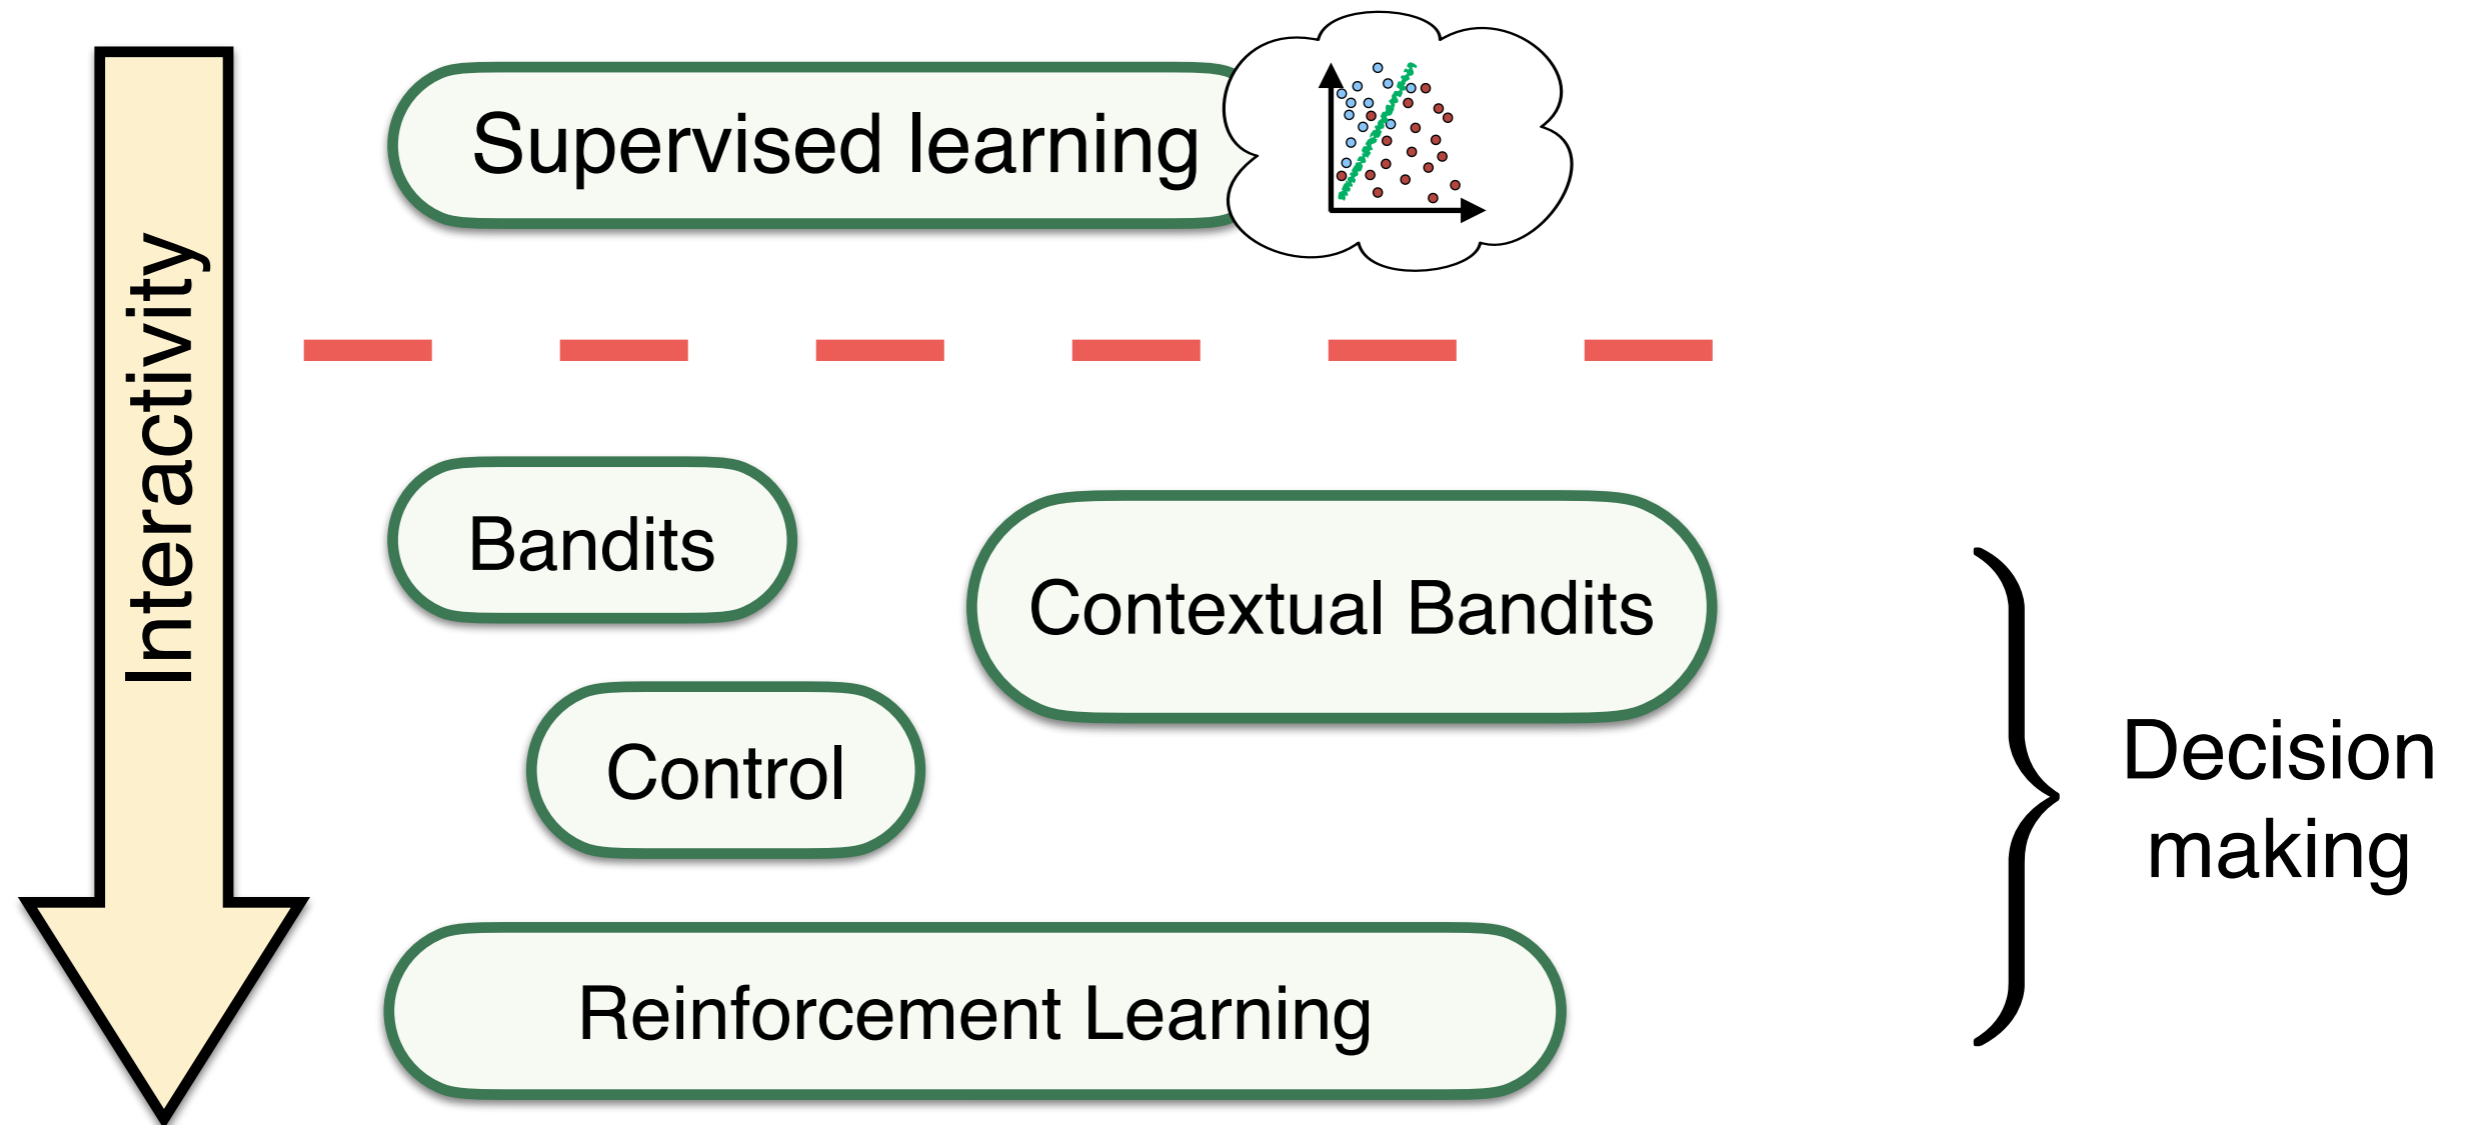 Interactivity
Supervised learning
Bandits
Contextual Bandits
Control
Reinforcement Learning
Decision
making